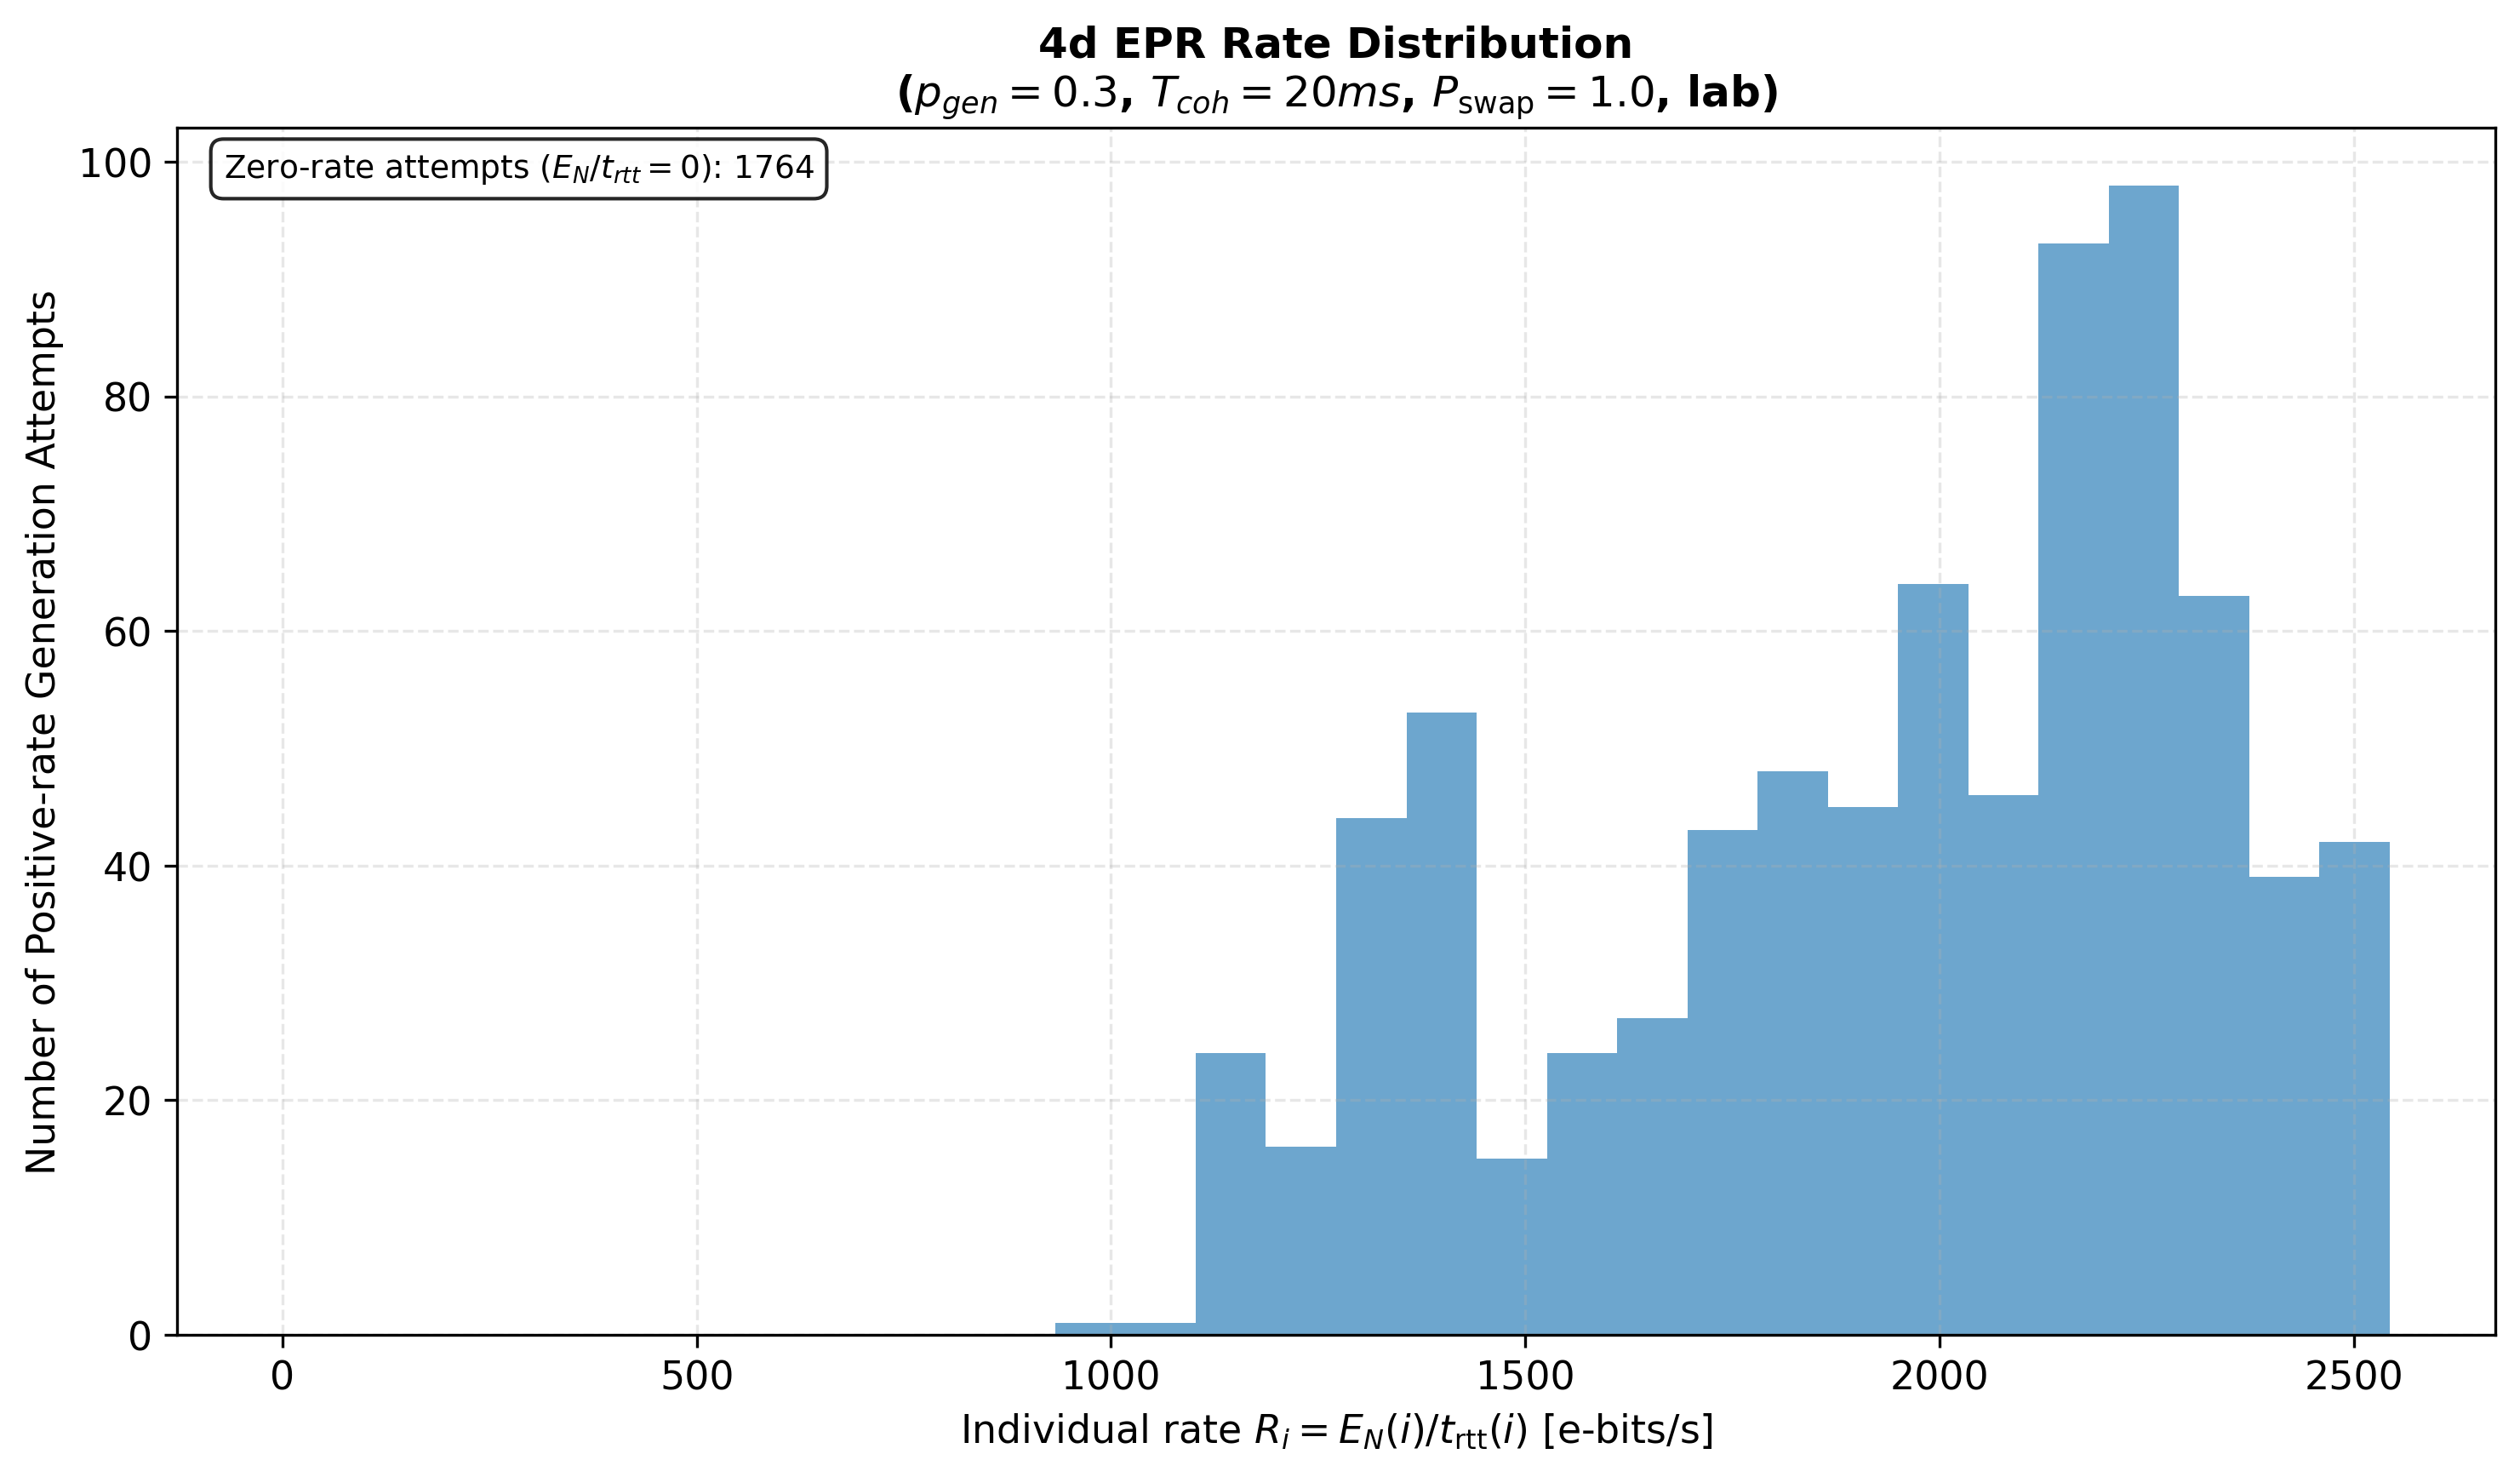 4d EPR Rate Distribution
(p_gen = 0.3, T_coh = 20ms, P_swap = 1.0, lab)
Zero-rate attempts (E_N/t_rtt = 0): 1764
Number of Positive-rate Generation Attempts
100
80
60
40
20
0
0 500 1000 1500 2000 2500
Individual rate R_i = E_N(i)/t_rtt(i) [e-bits/s]